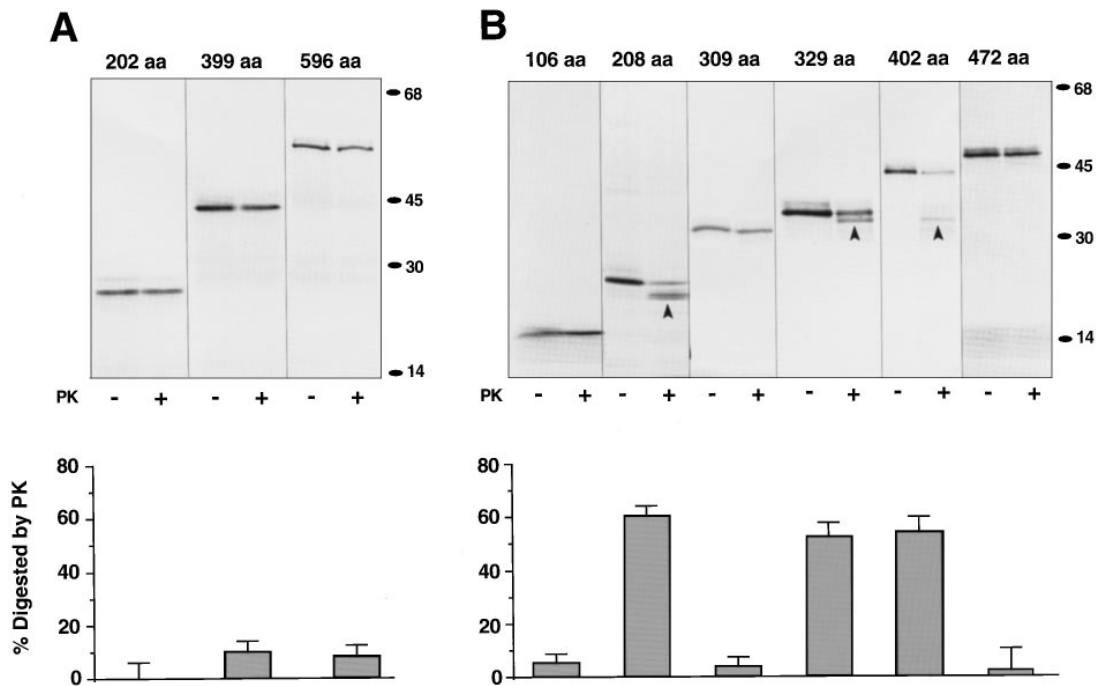 A
B
202 aa 399 aa 596 aa
106 aa 208 aa 309 aa 329 aa 402 aa 472 aa
68
45
30
14
68
45
30
14
PK - + - + - +
PK - + - + - + - + - + - +
% Digested by PK
80
60
40
20
0
80
60
40
20
0